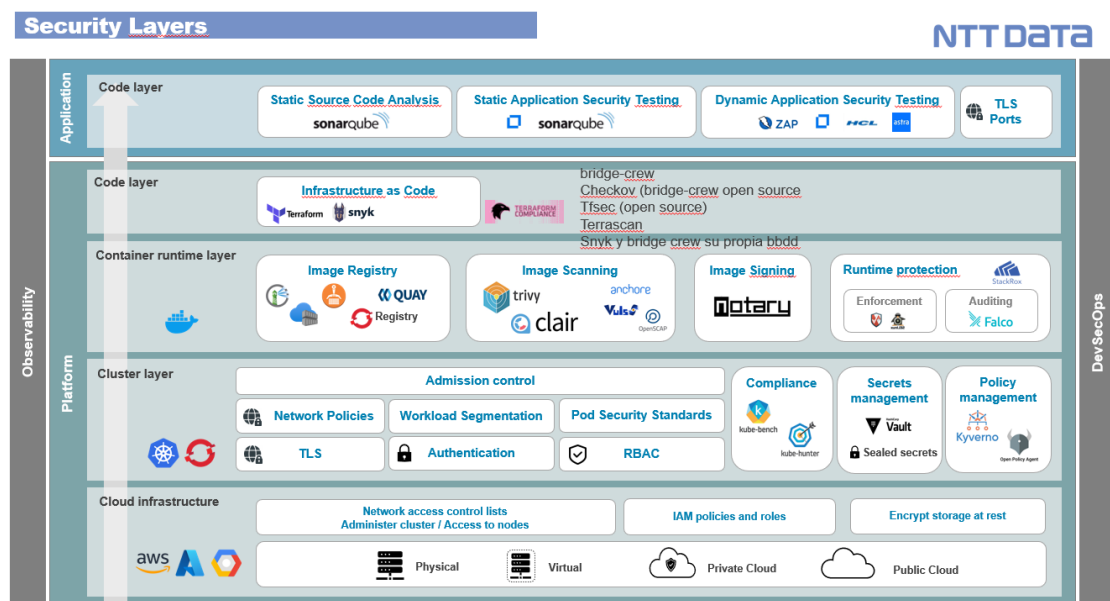 Security Layers
NTT DATA
Observability
DevSecOps
Application
Code layer
Static Source Code Analysis
sonarqube
Static Application Security Testing
sonarqube
Dynamic Application Security Testing
ZAP
HCL
astra
TLS
Ports
Platform
Code layer
Infrastructure as Code
Terraform
snyk
TERRAFORM
COMPLIANCE
bridge-crew
Checkov (bridge-crew open source
Tfsec (open source)
Terrascan
Snyk y bridge crew su propia bbdd
Container runtime layer
Image Registry
QUAY
Registry
Image Scanning
trivy
anchore
clair
Vuls
OpenSCAP
Image Signing
notary
Runtime protection
StackRox
Enforcement
Auditing
Falco
Cluster layer
Admission control
Network Policies
Workload Segmentation
Pod Security Standards
TLS
Authentication
RBAC
Compliance
kube-bench
kube-hunter
Secrets
management
Vault
Sealed secrets
Policy
management
Kyverno
Open Policy Agent
Cloud infrastructure
aws
Network access control lists
Administer cluster / Access to nodes
IAM policies and roles
Encrypt storage at rest
Physical
Virtual
Private Cloud
Public Cloud